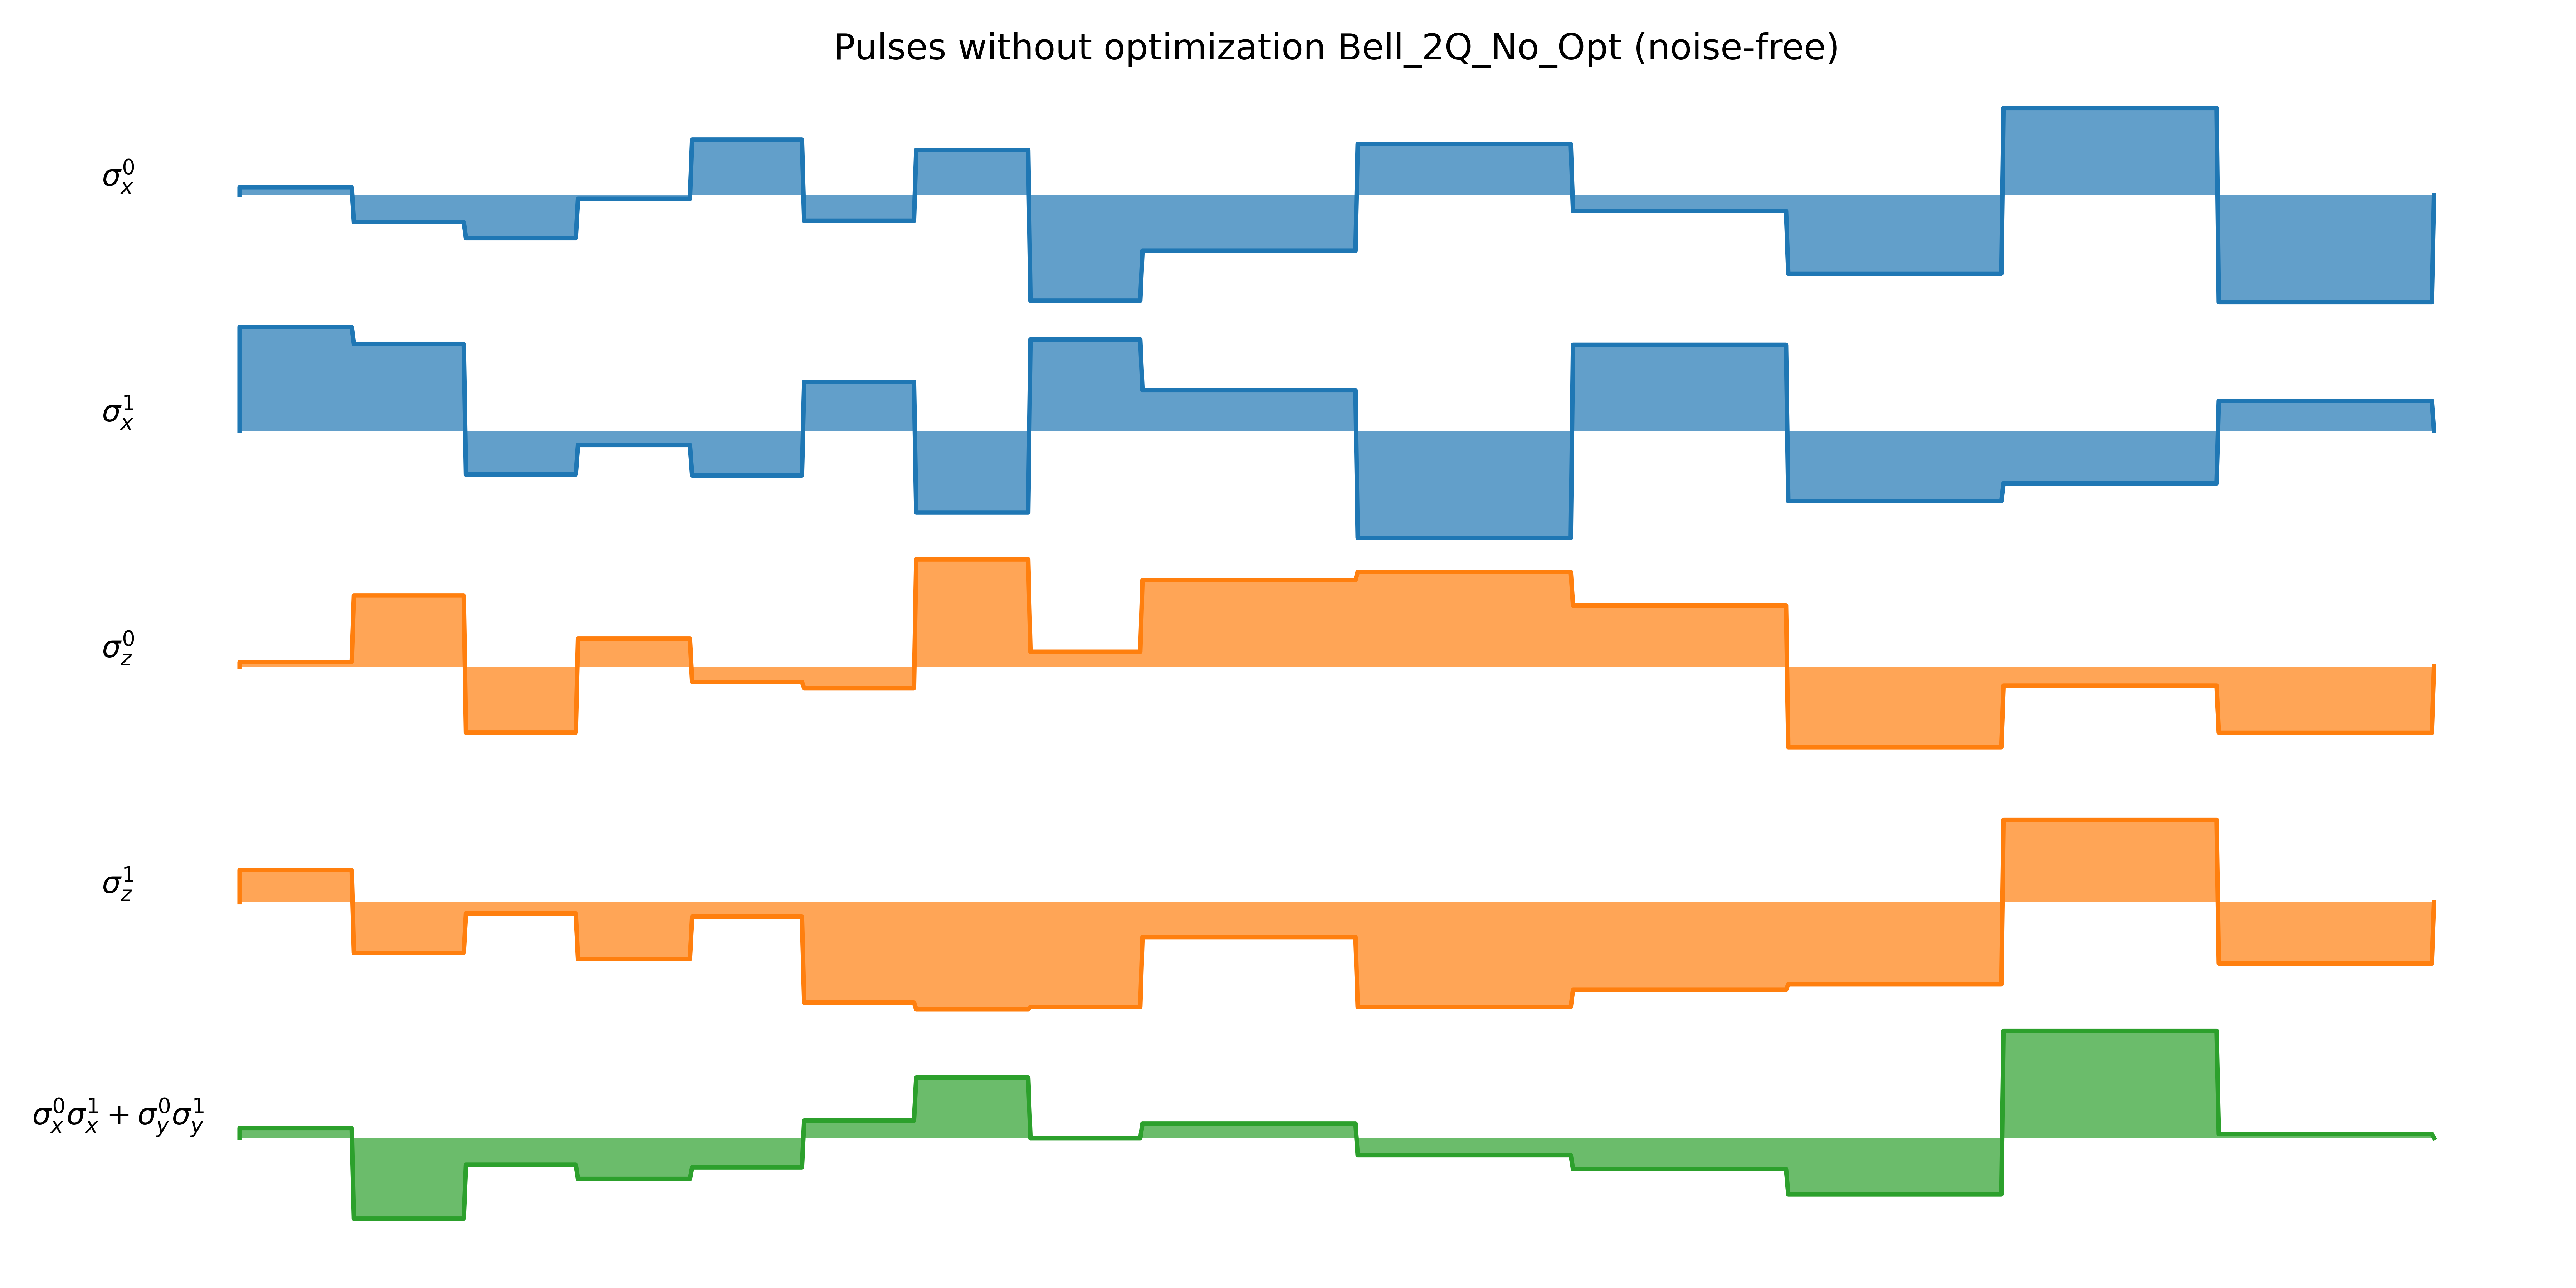 Pulses without optimization Bell_2Q_No_Opt (noise-free)
σ_x^0
σ_x^1
σ_z^0
σ_z^1
σ_x^0σ_x^1 + σ_y^0σ_y^1